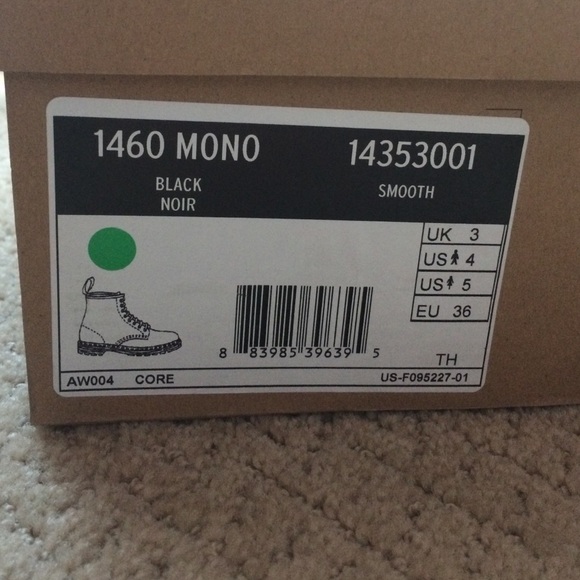 1460 MONO 14353001
BLACK SMOOTH
NOIR
UK 3
US 4
US 5
EU 36
8 83985 39639 5
TH
AW004 CORE US-F095227-01